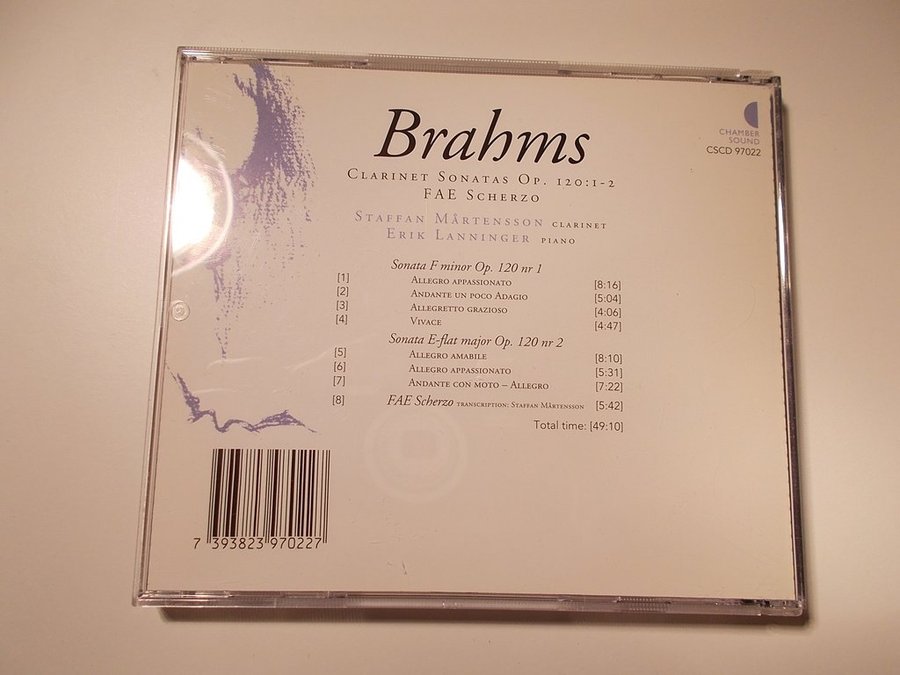 Brahms
Clarinet Sonatas Op. 120:1-2
FAE Scherzo
Staffan Mårtensson clarinet
Erik Lanninger piano
CHAMBER
SOUND
CSCD 97022
Sonata F minor Op. 120 nr 1
[1] Allegro appassionato [8:16]
[2] Andante un poco Adagio [5:04]
[3] Allegretto grazioso [4:06]
[4] Vivace [4:47]
Sonata E-flat major Op. 120 nr 2
[5] Allegro amabile [8:10]
[6] Allegro appassionato [5:31]
[7] Andante con moto – Allegro [7:22]
[8] FAE Scherzo transcription: Staffan Mårtensson [5:42]
Total time: [49:10]
7 393823 970227